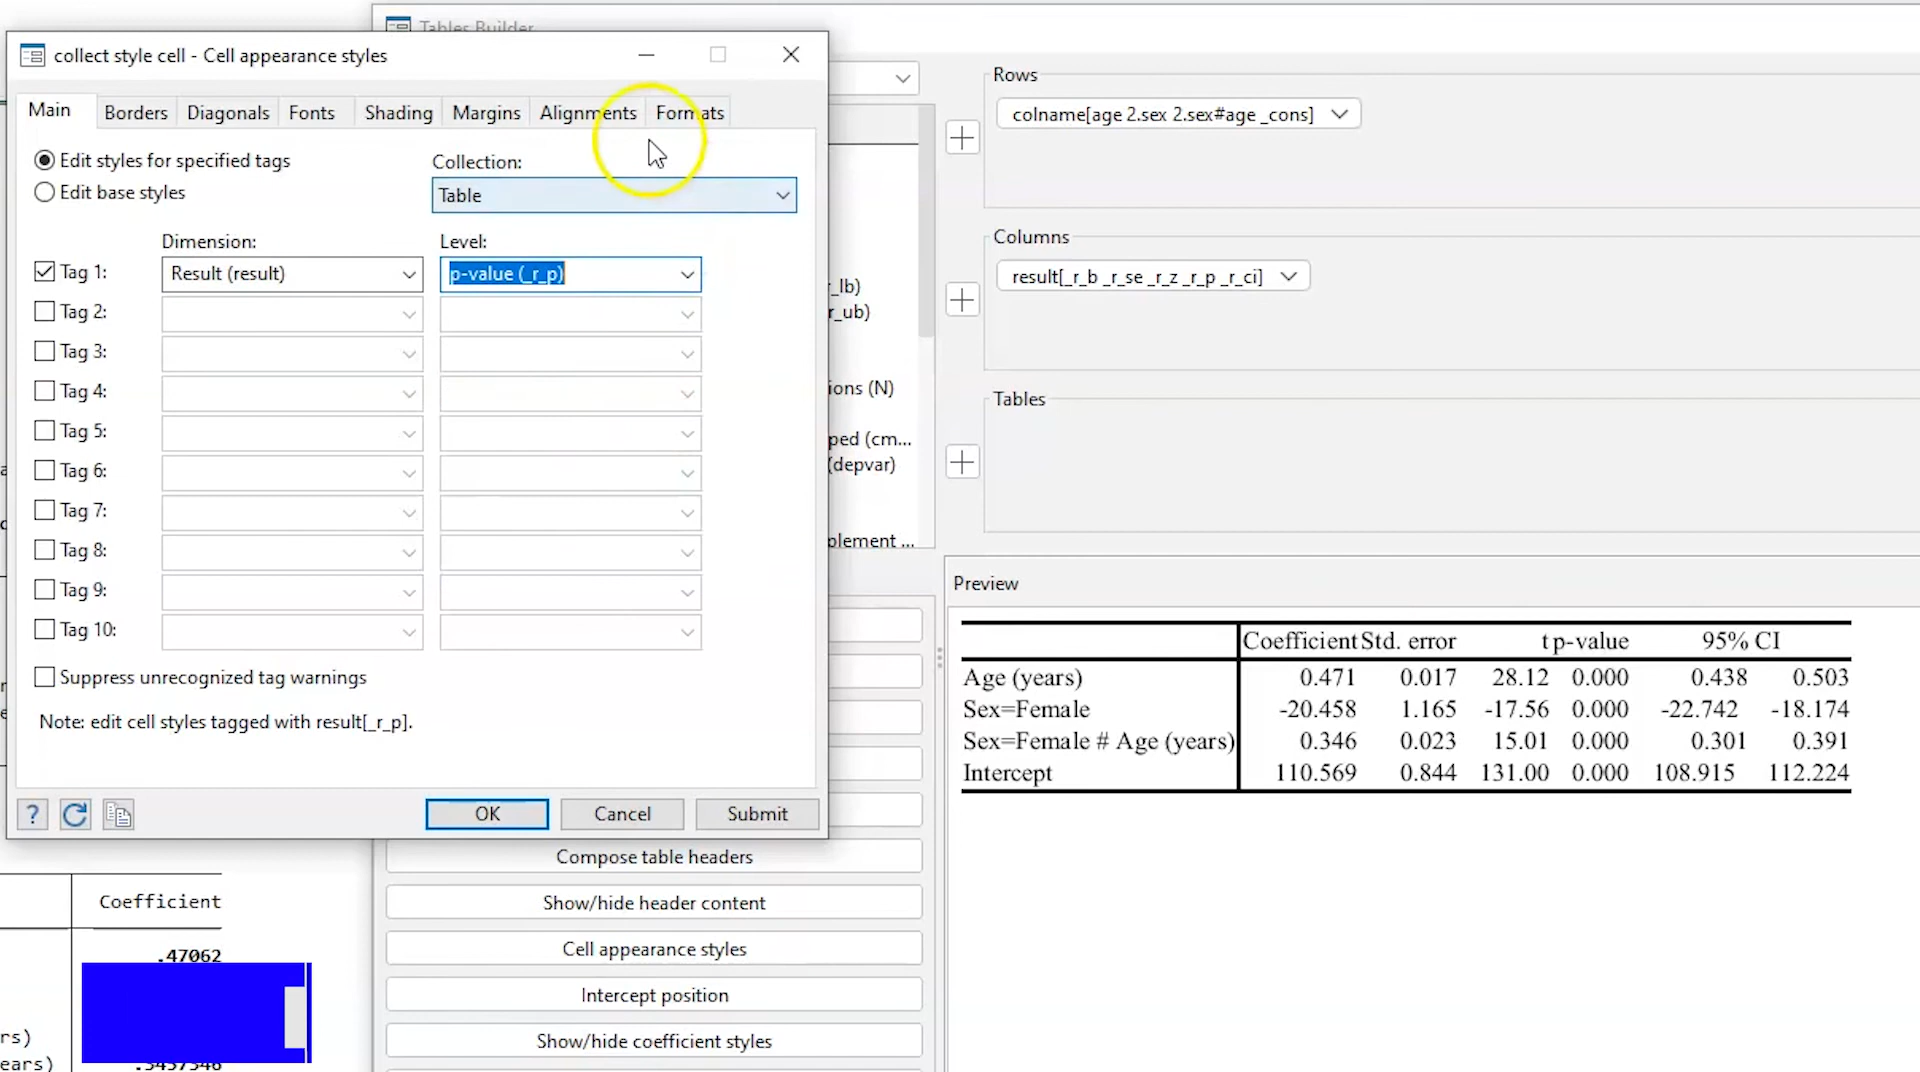 Tables Builder
collect style cell - Cell appearance styles
Main Borders Diagonals Fonts Shading Margins Alignments Formats
Edit styles for specified tags
Edit base styles
Collection:
Table
Dimension: Level:
Tag 1: Result (result) p-value (_r_p)
Tag 2:
Tag 3:
Tag 4:
Tag 5:
Tag 6:
Tag 7:
Tag 8:
Tag 9:
Tag 10:
Suppress unrecognized tag warnings
Note: edit cell styles tagged with result[_r_p].
? OK Cancel Submit
_lb)
r_ub)
ions (N)
ped (cm...
(depvar)
plement ...
Rows
colname[age 2.sex 2.sex#age _cons]
Columns
result[_r_b _r_se _r_z _r_p _r_ci]
Tables
Preview
Coefficient Std. error t p-value 95% CI
Age (years) 0.471 0.017 28.12 0.000 0.438 0.503
Sex=Female -20.458 1.165 -17.56 0.000 -22.742 -18.174
Sex=Female # Age (years) 0.346 0.023 15.01 0.000 0.301 0.391
Intercept 110.569 0.844 131.00 0.000 108.915 112.224
Compose table headers
Show/hide header content
Cell appearance styles
Intercept position
Show/hide coefficient styles
Coefficient
.47062
rs)
ears)